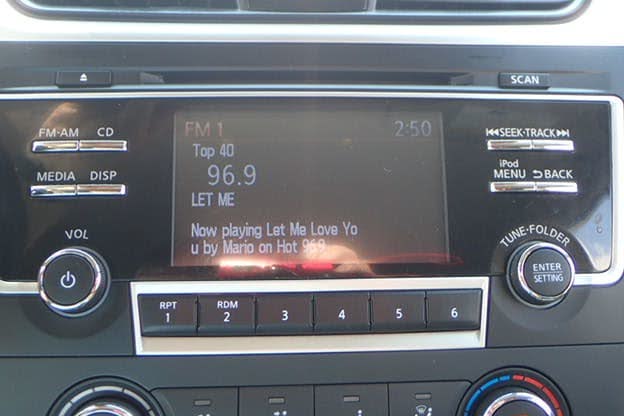 SCAN
FM·AM CD
MEDIA DISP
VOL
FM 1 2:50
Top 40
96.9
LET ME
Now playing Let Me Love Yo
u by Mario on Hot 969
SEEK·TRACK
iPod
MENU BACK
TUNE·FOLDER
ENTER
SETTING
RPT
1
RDM
2
3
4
5
6